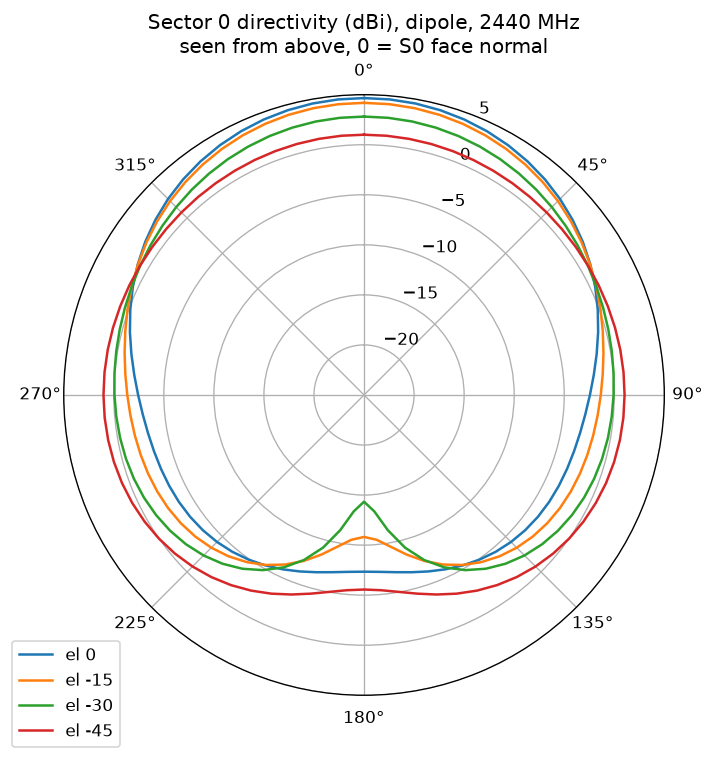 Sector 0 directivity (dBi), dipole, 2440 MHz
seen from above, 0 = S0 face normal
0°
5
315°
0
45°
−5
−10
−15
−20
270°
90°
225°
135°
180°
el 0
el -15
el -30
el -45